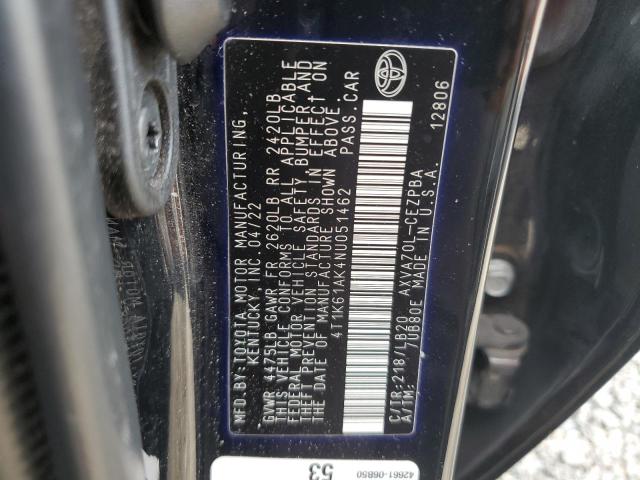 MFD. BY: TOYOTA MOTOR MANUFACTURING,
KENTUCKY, INC. 04/22
GVWR 4475LB GAWR FR 2620LB RR 2420LB
THIS VEHICLE CONFORMS TO ALL APPLICABLE
FEDERAL MOTOR VEHICLE SAFETY, BUMPER AND
THEFT PREVENTION STANDARDS IN EFFECT ON
THE DATE OF MANUFACTURE SHOWN ABOVE.
4T1K61AK4NU051462 PASS. CAR
C/TR:218/LB20 AXVA70L-CEZPBA
A/TM: 7UB80E MADE IN U.S.A. 12806
42661-06850
53